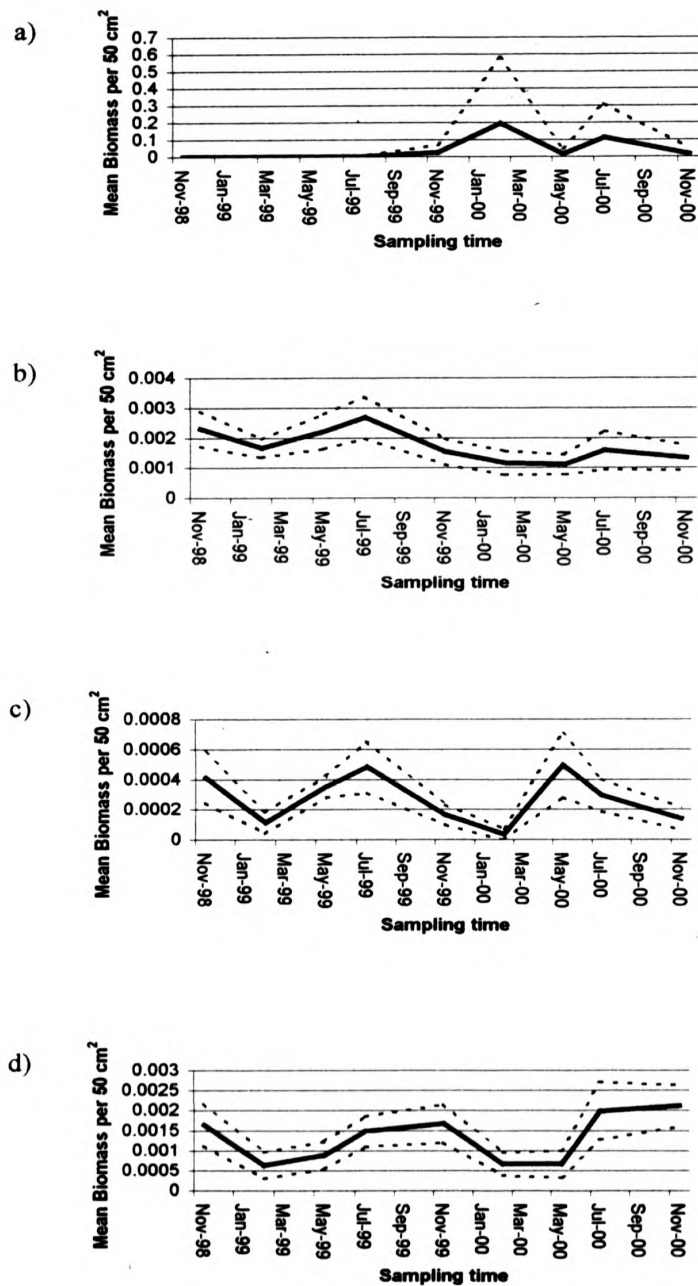 a)
Mean Biomass per 50 cm²
0.7
0.6
0.5
0.4
0.3
0.2
0.1
0
Nov-98
Jan-99
Mar-99
May-99
Jul-99
Sep-99
Nov-99
Jan-00
Mar-00
May-00
Jul-00
Sep-00
Nov-00
Sampling time
b)
Mean Biomass per 50 cm²
0.004
0.003
0.002
0.001
0
Nov-98
Jan-99
Mar-99
May-99
Jul-99
Sep-99
Nov-99
Jan-00
Mar-00
May-00
Jul-00
Sep-00
Nov-00
Sampling time
c)
Mean Biomass per 50 cm²
0.0008
0.0006
0.0004
0.0002
0
Nov-98
Jan-99
Mar-99
May-99
Jul-99
Sep-99
Nov-99
Jan-00
Mar-00
May-00
Jul-00
Sep-00
Nov-00
Sampling time
d)
Mean Biomass per 50 cm²
0.003
0.0025
0.002
0.0015
0.001
0.0005
0
Nov-98
Jan-99
Mar-99
May-99
Jul-99
Sep-99
Nov-99
Jan-00
Mar-00
May-00
Jul-00
Sep-00
Nov-00
Sampling time